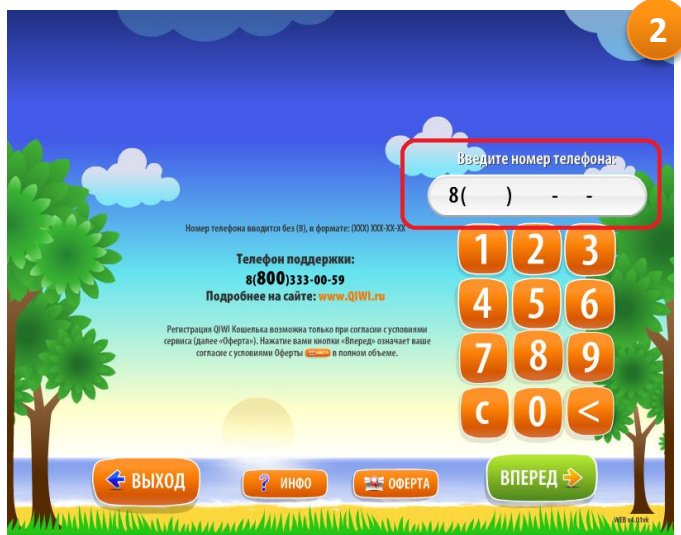 2
Введите номер телефона:
8(      )      -      -
Номер телефона вводится без (8), в формате: (XXX) XXX-XX-XX
Телефон поддержки:
8(800)333-00-59
Подробнее на сайте: www.QIWI.ru
Регистрация QIWI Кошелька возможна только при согласии с условиями
сервиса (далее «Оферта»). Нажатие вами кнопки «Вперед» означает ваше
согласие с условиями Оферты в полном объеме.
1 2 3
4 5 6
7 8 9
С 0 <
ВЫХОД
? ИНФО
ОФЕРТА
ВПЕРЕД
WEB v4.01vk